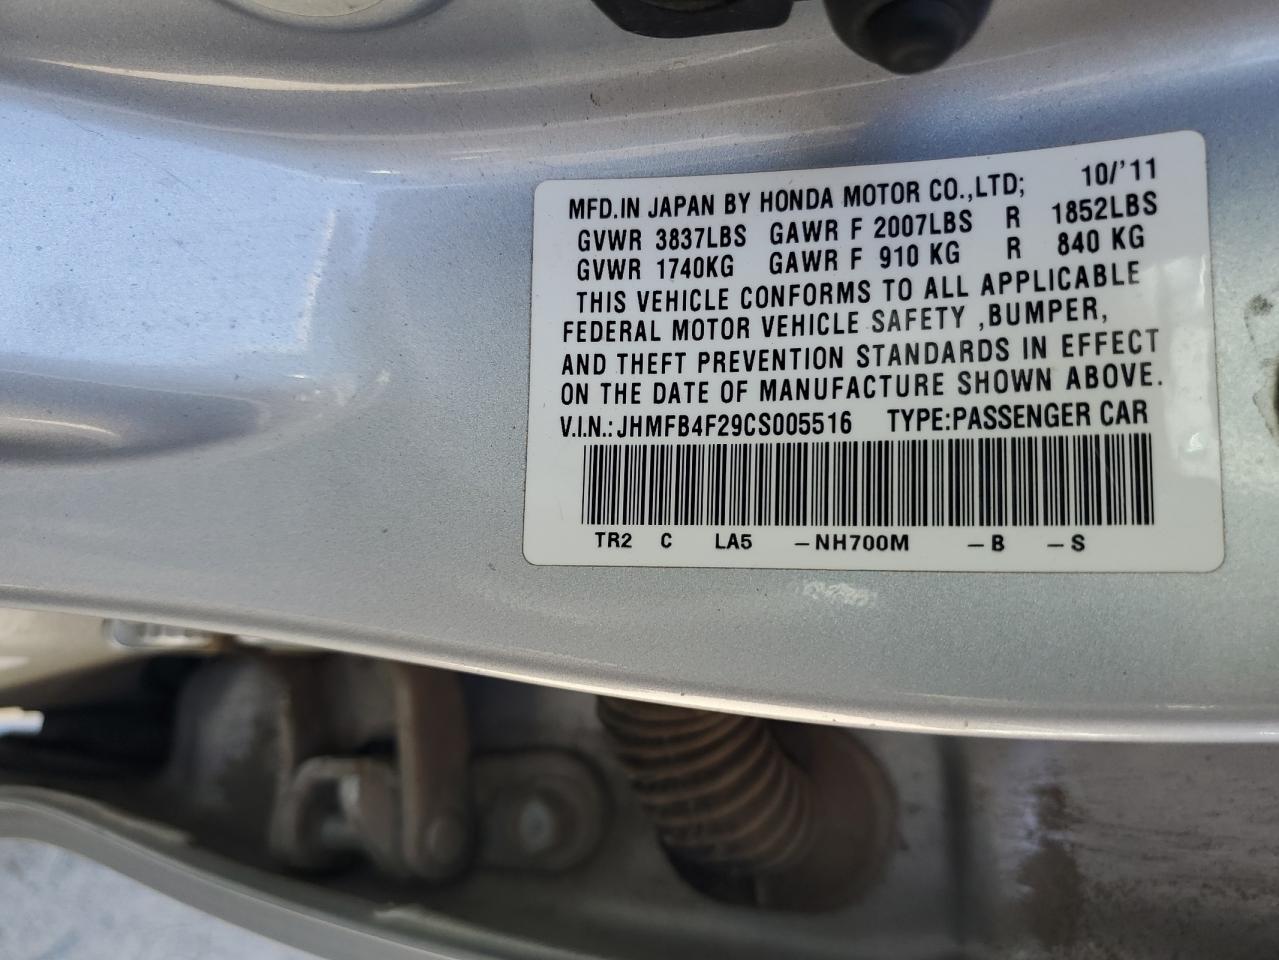 MFD.IN JAPAN BY HONDA MOTOR CO.,LTD; 10/'11
GVWR 3837LBS GAWR F 2007LBS R 1852LBS
GVWR 1740KG GAWR F 910 KG R 840 KG
THIS VEHICLE CONFORMS TO ALL APPLICABLE
FEDERAL MOTOR VEHICLE SAFETY ,BUMPER,
AND THEFT PREVENTION STANDARDS IN EFFECT
ON THE DATE OF MANUFACTURE SHOWN ABOVE.
V.I.N.:JHMFB4F29CS005516 TYPE:PASSENGER CAR
TR2 C LA5 –NH700M –B –S